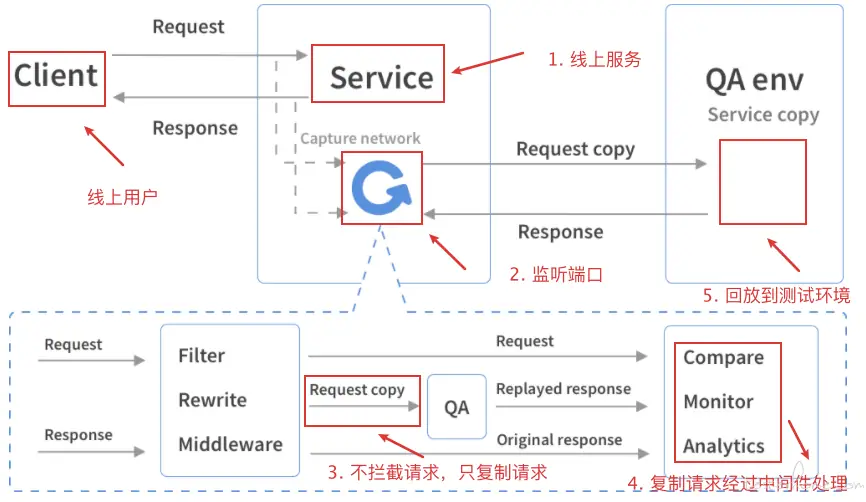 Request
Client
Service
1. 线上服务
QA env
Service copy
Response
Capture network
线上用户
Request copy
Response
2. 监听端口
5. 回放到测试环境
Request
Filter
Request
Compare
Request copy
Replayed response
Rewrite
QA
Monitor
Response
Middleware
Original response
Analytics
3. 不拦截请求，只复制请求
4. 复制请求经过中间件处理